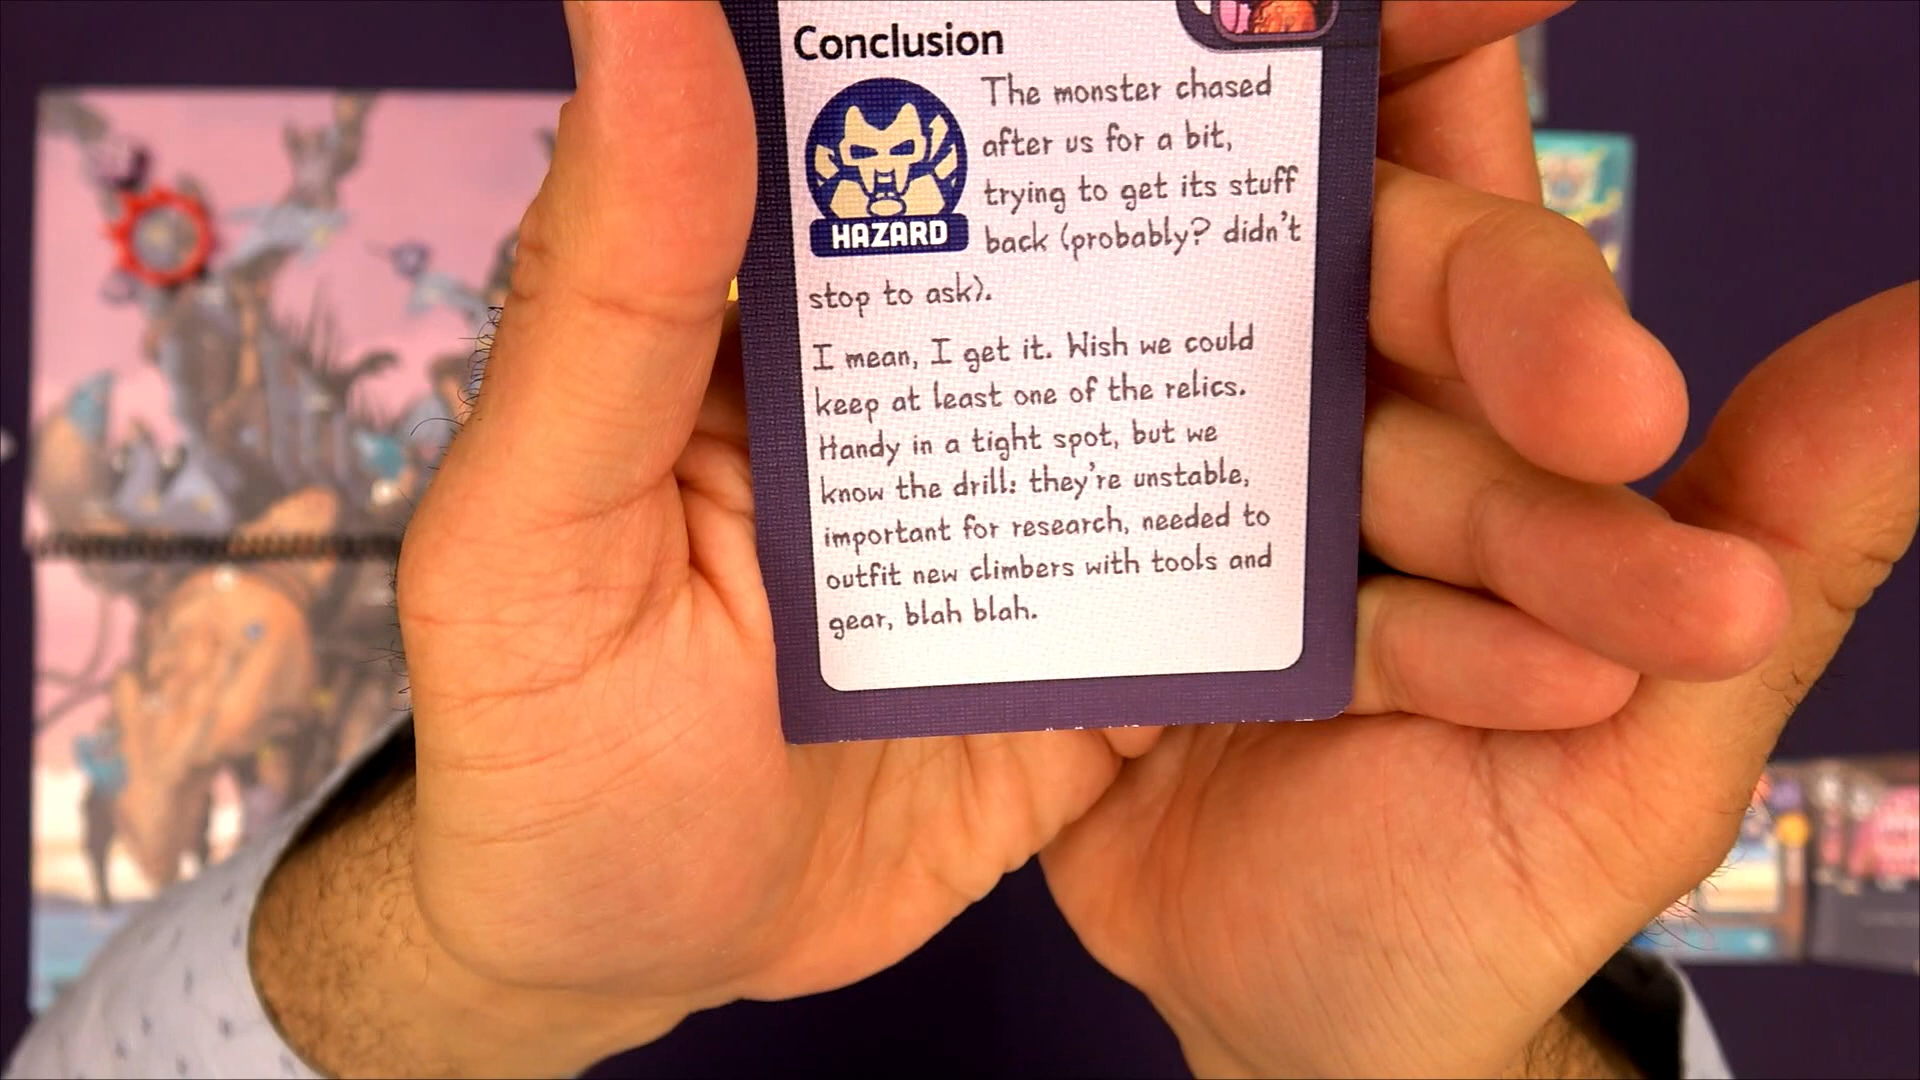 Conclusion
The monster chased
after us for a bit,
trying to get its stuff
back (probably? didn't
HAZARD
stop to ask).
I mean, I get it. Wish we could
keep at least one of the relics.
Handy in a tight spot, but we
know the drill: they're unstable,
important for research, needed to
outfit new climbers with tools and
gear, blah blah.